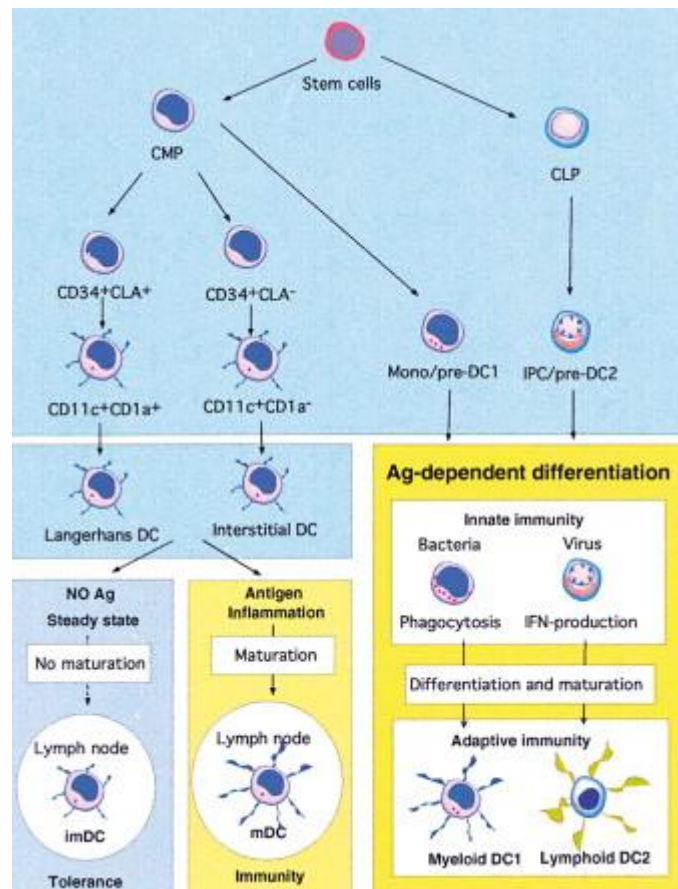 Stem cells
CMP
CLP
CD34+CLA+
CD34+CLA-
CD11c+CD1a+
CD11c+CD1a-
Mono/pre-DC1
IPC/pre-DC2
Langerhans DC
Interstitial DC
NO Ag
Steady state
No maturation
Lymph node
imDC
Tolerance
Antigen
Inflammation
Maturation
Lymph node
mDC
Immunity
Ag-dependent differentiation
Innate immunity
Bacteria
Virus
Phagocytosis
IFN-production
Differentiation and maturation
Adaptive immunity
Myeloid DC1
Lymphoid DC2